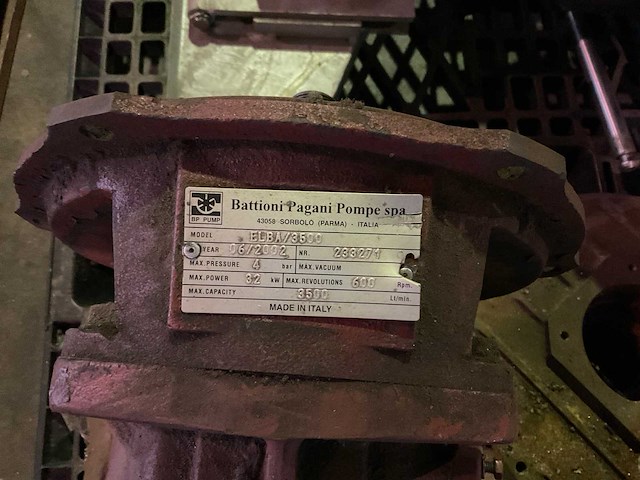 Battioni Pagani Pompe spa
43058 SORBOLO (PARMA) - ITALIA
BP PUMP
MODEL ELBA/3500
YEAR 06/2002 NR. 233271
MAX.PRESSURE 4 bar MAX.VACUUM
MAX.POWER 32 kW MAX.REVOLUTIONS 600 Rpm.
MAX.CAPACITY 3500 Lt/min
MADE IN ITALY